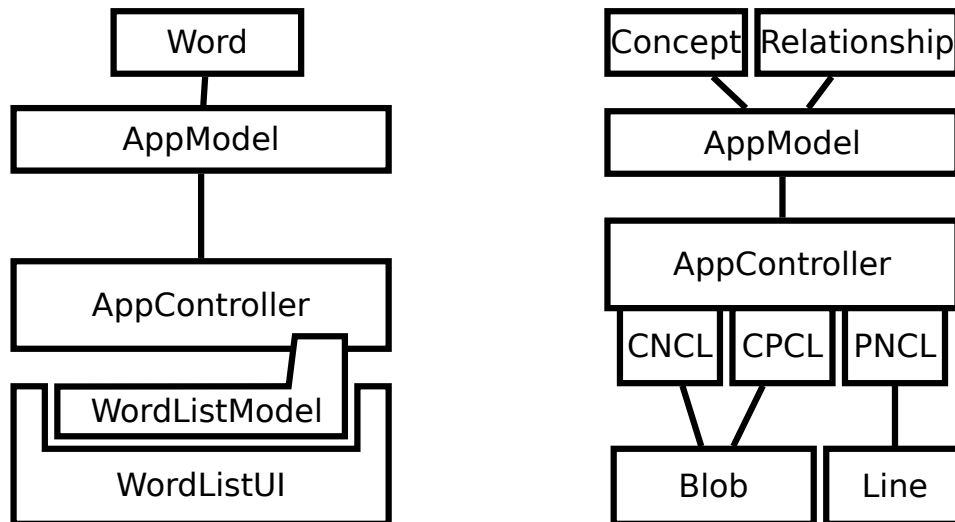 Word
AppModel
AppController
WordListModel
WordListUI
Concept
Relationship
AppModel
AppController
CNCL
CPCL
PNCL
Blob
Line